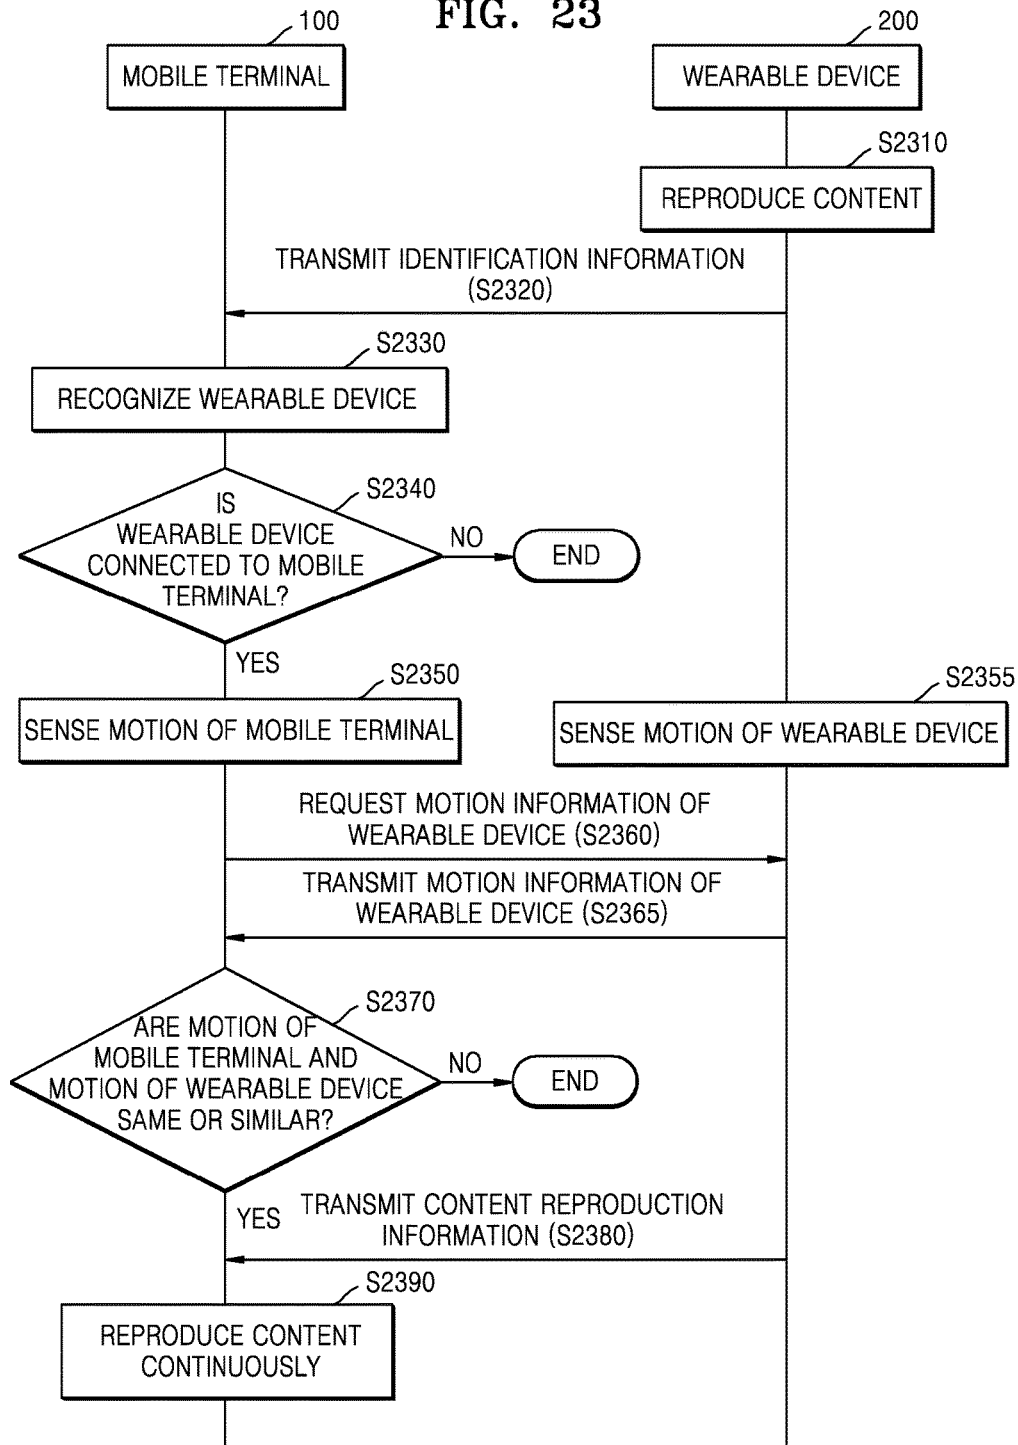 FIG. 23
100
200
MOBILE TERMINAL
WEARABLE DEVICE
S2310
REPRODUCE CONTENT
TRANSMIT IDENTIFICATION INFORMATION
(S2320)
S2330
RECOGNIZE WEARABLE DEVICE
S2340
IS
WEARABLE DEVICE
CONNECTED TO MOBILE
TERMINAL?
NO
END
YES
S2350
S2355
SENSE MOTION OF MOBILE TERMINAL
SENSE MOTION OF WEARABLE DEVICE
REQUEST MOTION INFORMATION OF
WEARABLE DEVICE (S2360)
TRANSMIT MOTION INFORMATION OF
WEARABLE DEVICE (S2365)
S2370
ARE MOTION OF
MOBILE TERMINAL AND
MOTION OF WEARABLE DEVICE
SAME OR SIMILAR?
NO
END
YES
TRANSMIT CONTENT REPRODUCTION
INFORMATION (S2380)
S2390
REPRODUCE CONTENT
CONTINUOUSLY